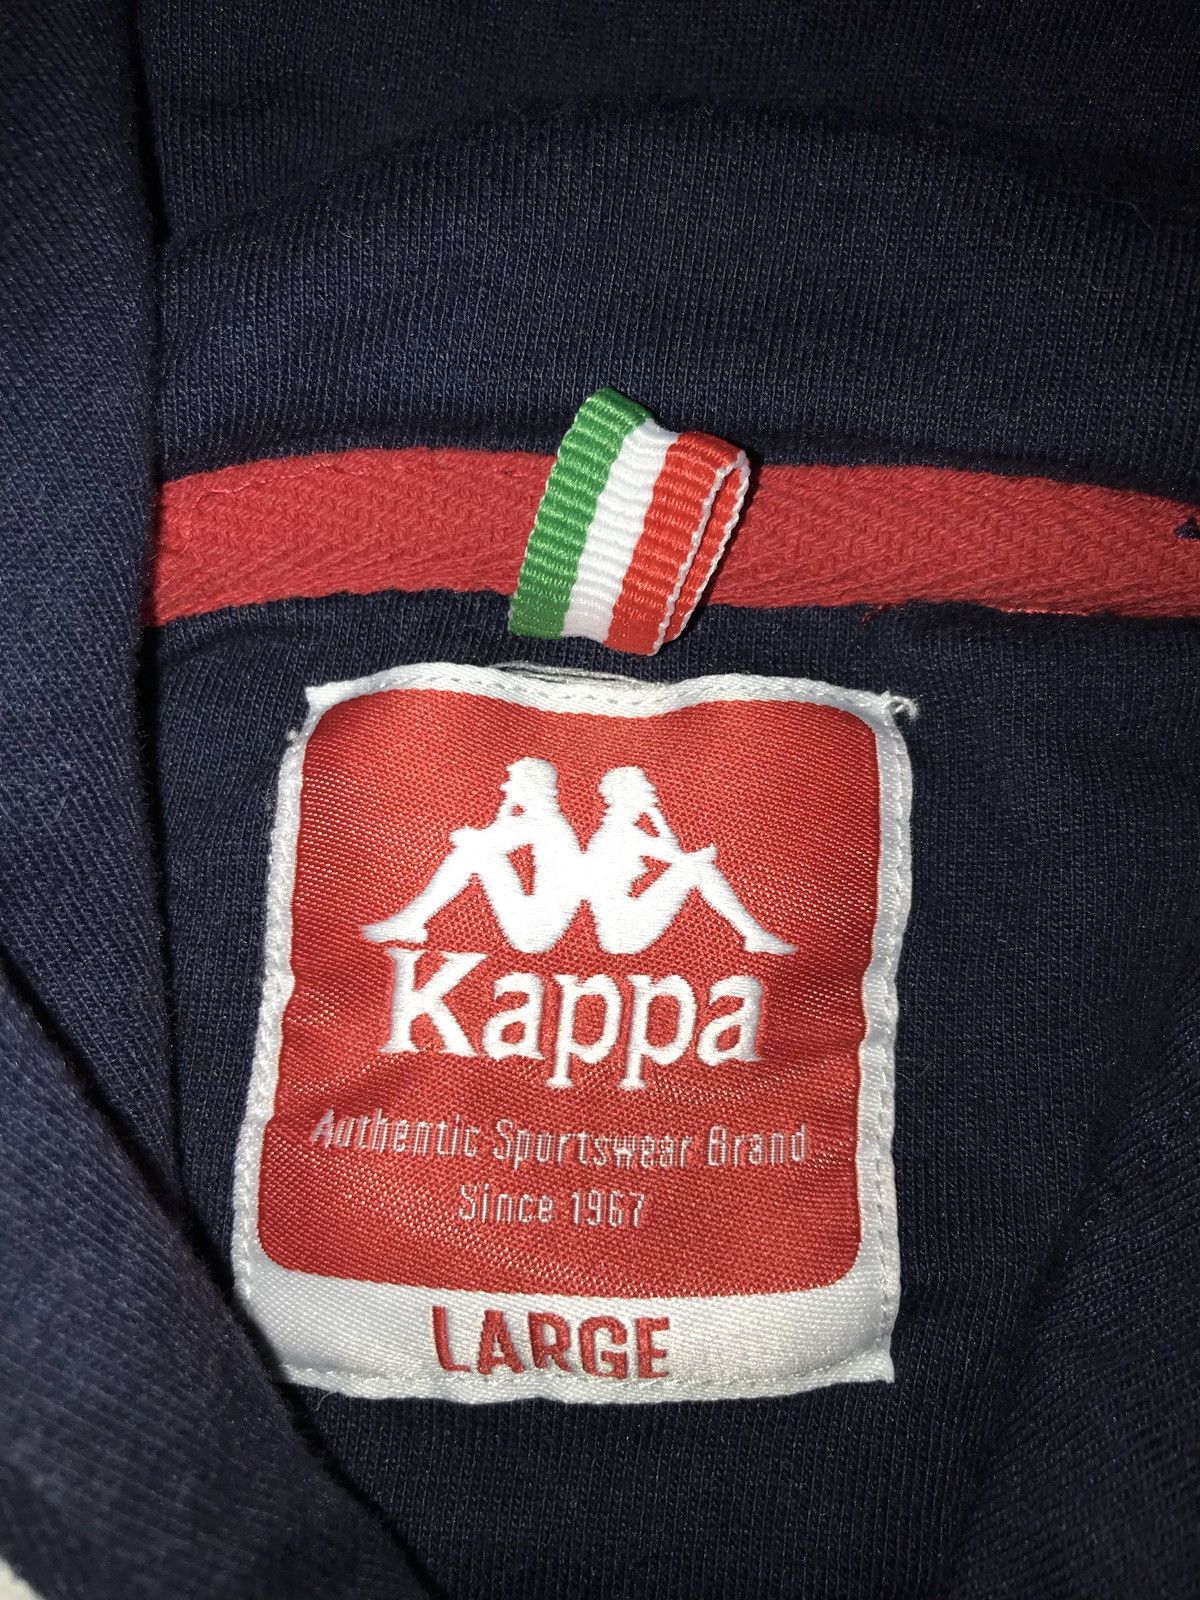 Kappa
Authentic Sportswear Brand
Since 1967
LARGE